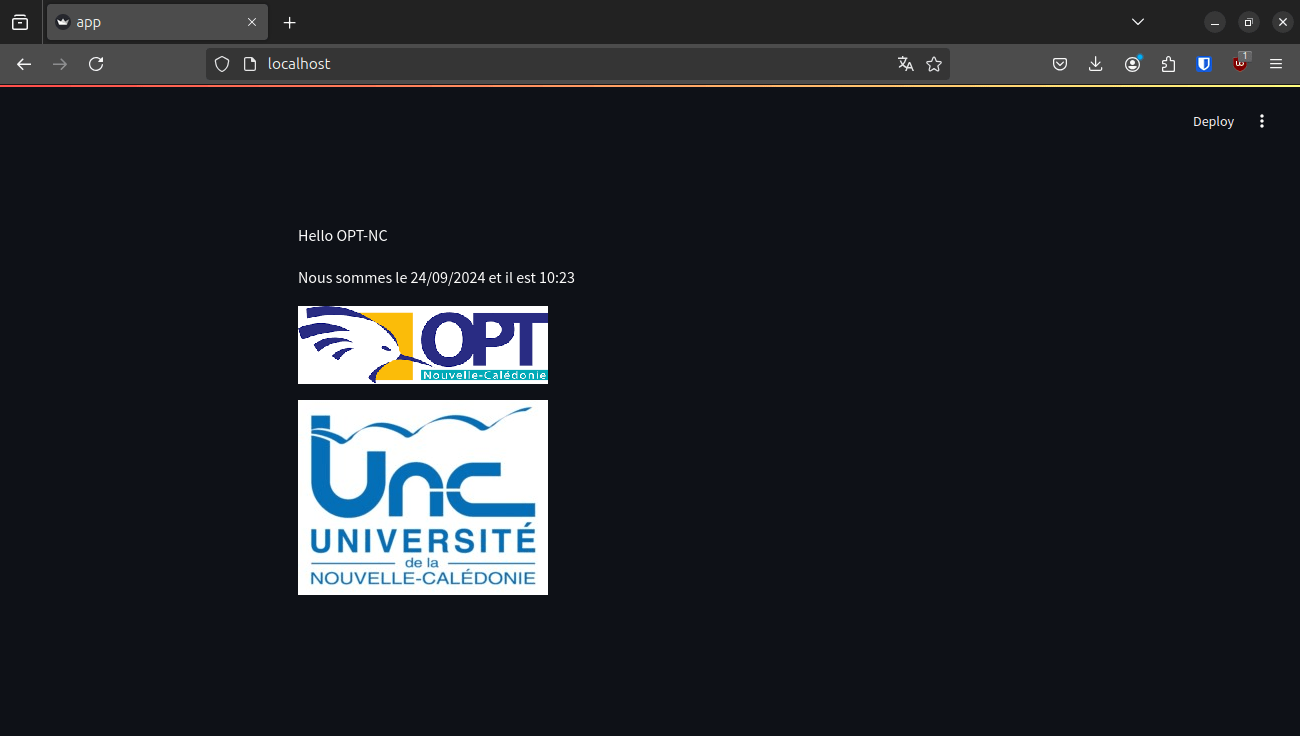 app
localhost
1
Deploy
Hello OPT-NC
Nous sommes le 24/09/2024 et il est 10:23
OPT
Nouvelle-Calédonie
Unc
UNIVERSITÉ
de la
NOUVELLE-CALÉDONIE